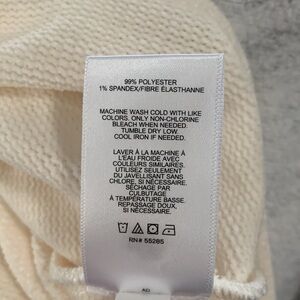 99% POLYESTER
1% SPANDEX/FIBRE ÉLASTHANNE
MACHINE WASH COLD WITH LIKE
COLORS. ONLY NON-CHLORINE
BLEACH WHEN NEEDED.
TUMBLE DRY LOW.
COOL IRON IF NEEDED.
LAVER À LA MACHINE À
L'EAU FROIDE AVEC
COULEURS SIMILAIRES.
UTILISEZ SEULEMENT
DU JAVELLISANT SANS
CHLORE, SI NÉCESSAIRE.
SÉCHAGE PAR
CULBUTAGE
À TEMPÉRATURE BASSE.
REPASSAGE DOUX,
SI NÉCESSAIRE.
RN# 55285